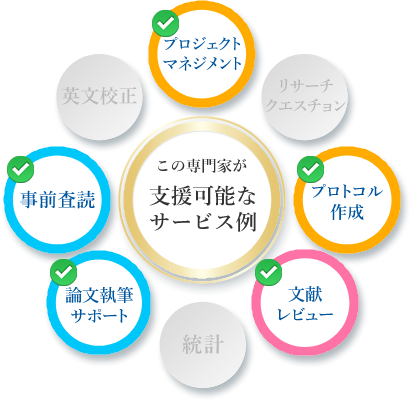 プロジェクト
マネジメント
英文校正
リサーチ
クエスチョン
この専門家が
支援可能な
サービス例
事前査読
プロトコル
作成
論文執筆
サポート
文献
レビュー
統計